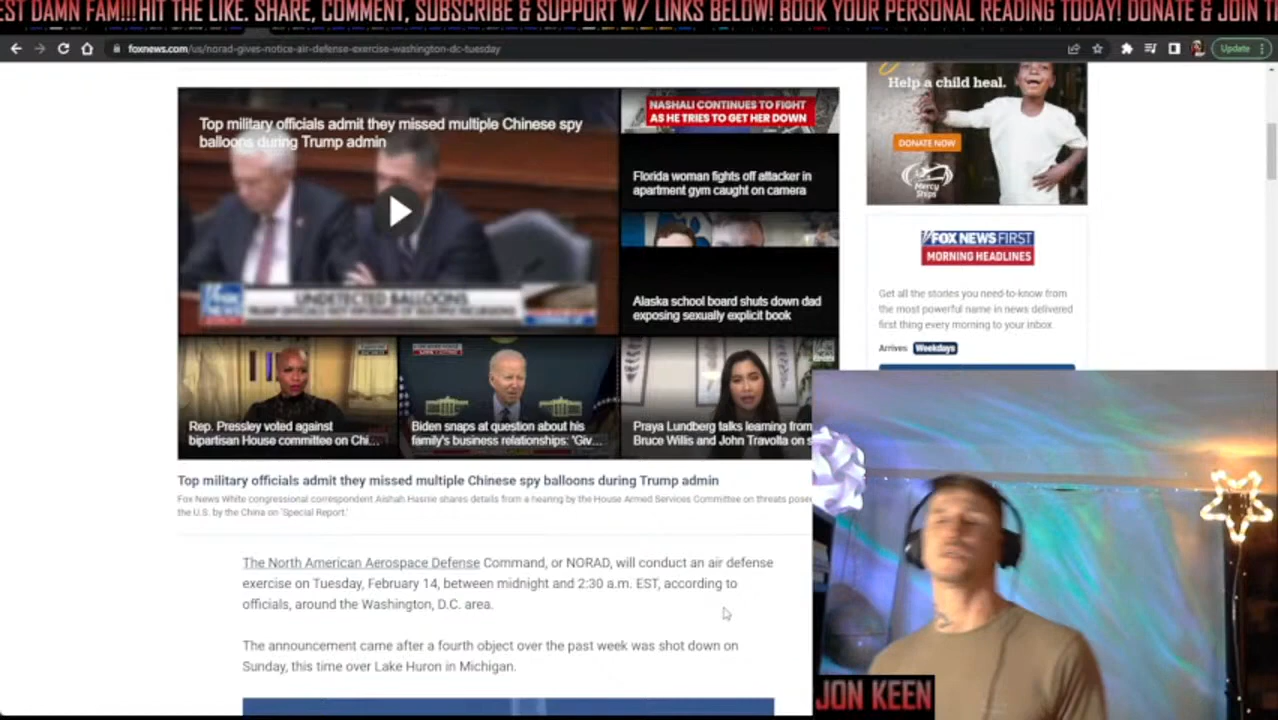 EST DAMN FAM!!! HIT THE LIKE. SHARE, COMMENT, SUBSCRIBE & SUPPORT W/ LINKS BELOW! BOOK YOUR PERSONAL READING TODAY! DONATE & JOIN T
foxnews.com/us/norad-gives-notice-air-defense-exercise-washington-dc-tuesday
Update
Top military officials admit they missed multiple Chinese spy
balloons during Trump admin
UNDETECTED BALLOONS
NASHALI CONTINUES TO FIGHT
AS HE TRIES TO GET HER DOWN
Florida woman fights off attacker in
apartment gym caught on camera
Alaska school board shuts down dad
exposing sexually explicit book
Rep. Pressley voted against
bipartisan House committee on Chi...
Biden snaps at question about his
family's business relationships: 'Giv...
Praya Lundberg talks learning from
Bruce Willis and John Travolta on s
Help a child heal.
DONATE NOW
Mercy
Ships
FOX NEWS FIRST
MORNING HEADLINES
Get all the stories you need-to-know from
the most powerful name in news delivered
first thing every morning to your inbox
Arrives Weekdays
Top military officials admit they missed multiple Chinese spy balloons during Trump admin
Fox News White congressional correspondent Aishah Hasnie shares details from a hearing by the House Armed Services Committee on threats pose
the U.S. by the China on 'Special Report.'
The North American Aerospace Defense Command, or NORAD, will conduct an air defense
exercise on Tuesday, February 14, between midnight and 2:30 a.m. EST, according to
officials, around the Washington, D.C. area.
The announcement came after a fourth object over the past week was shot down on
Sunday, this time over Lake Huron in Michigan.
JON KEEN